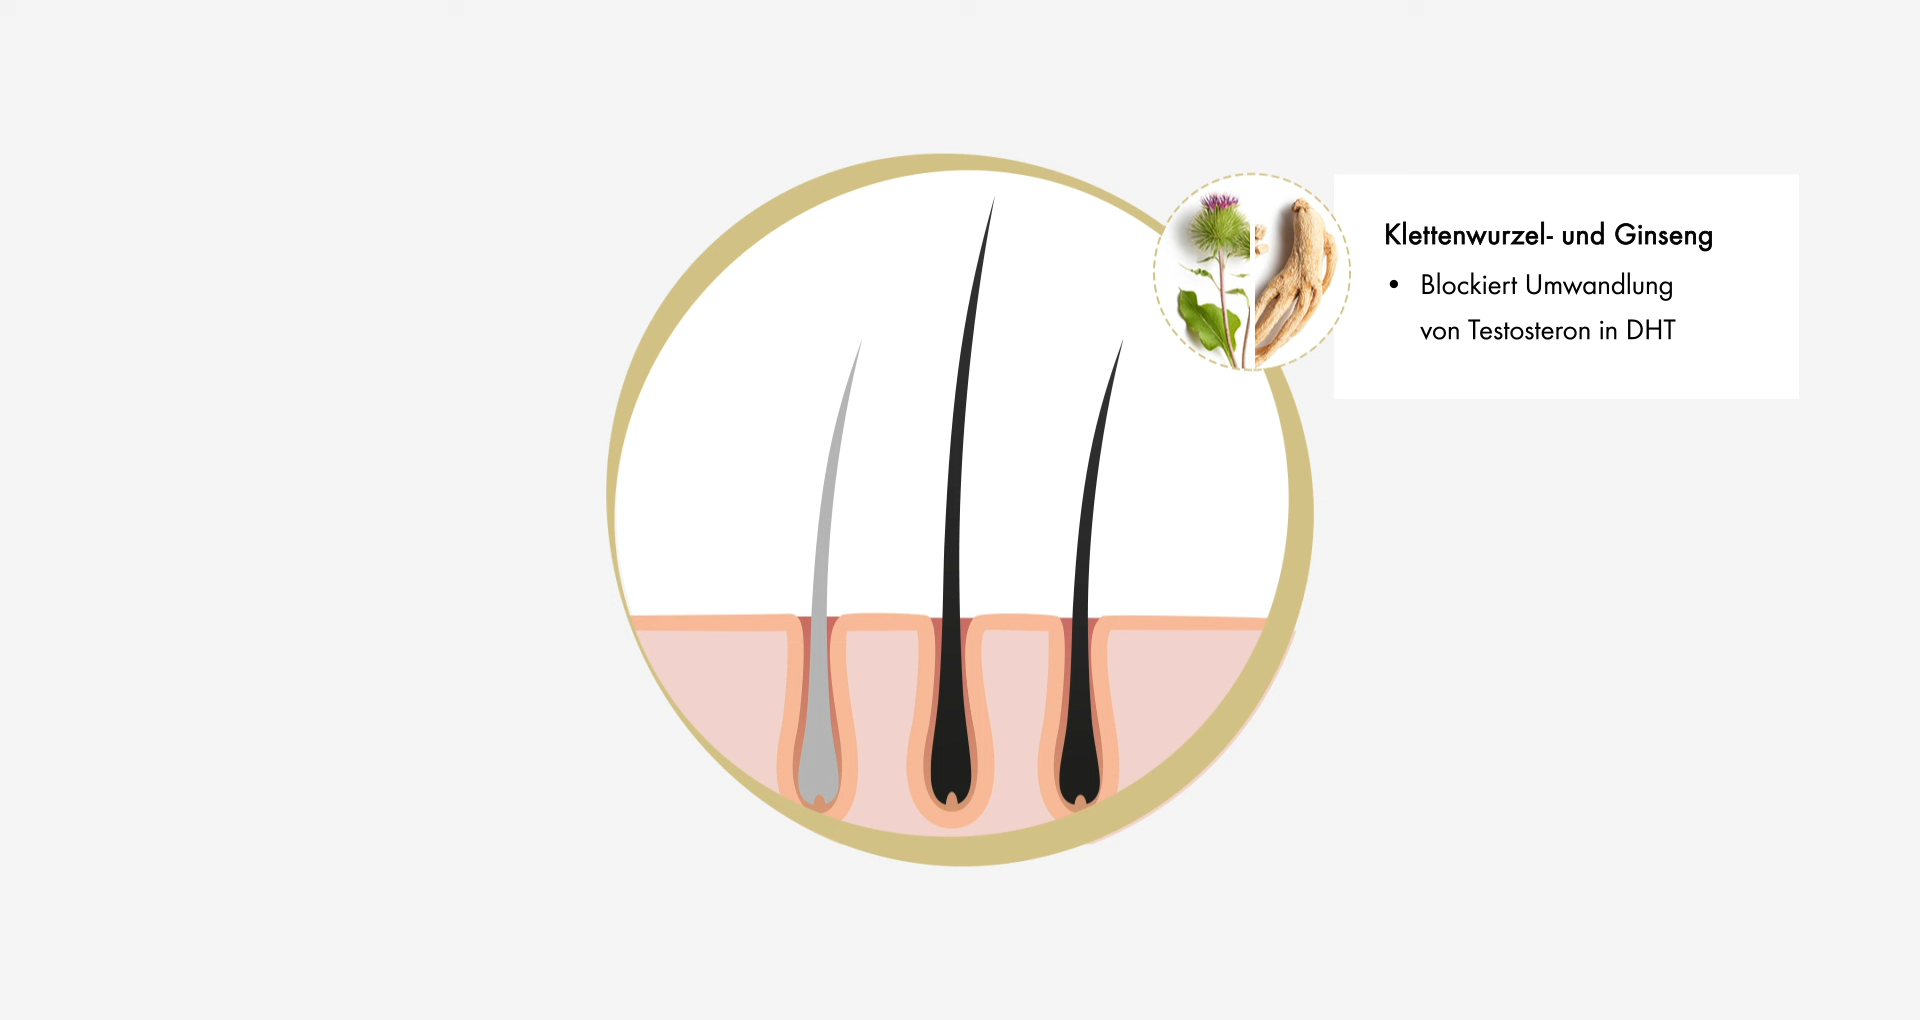 Klettenwurzel- und Ginseng
• Blockiert Umwandlung
von Testosteron in DHT